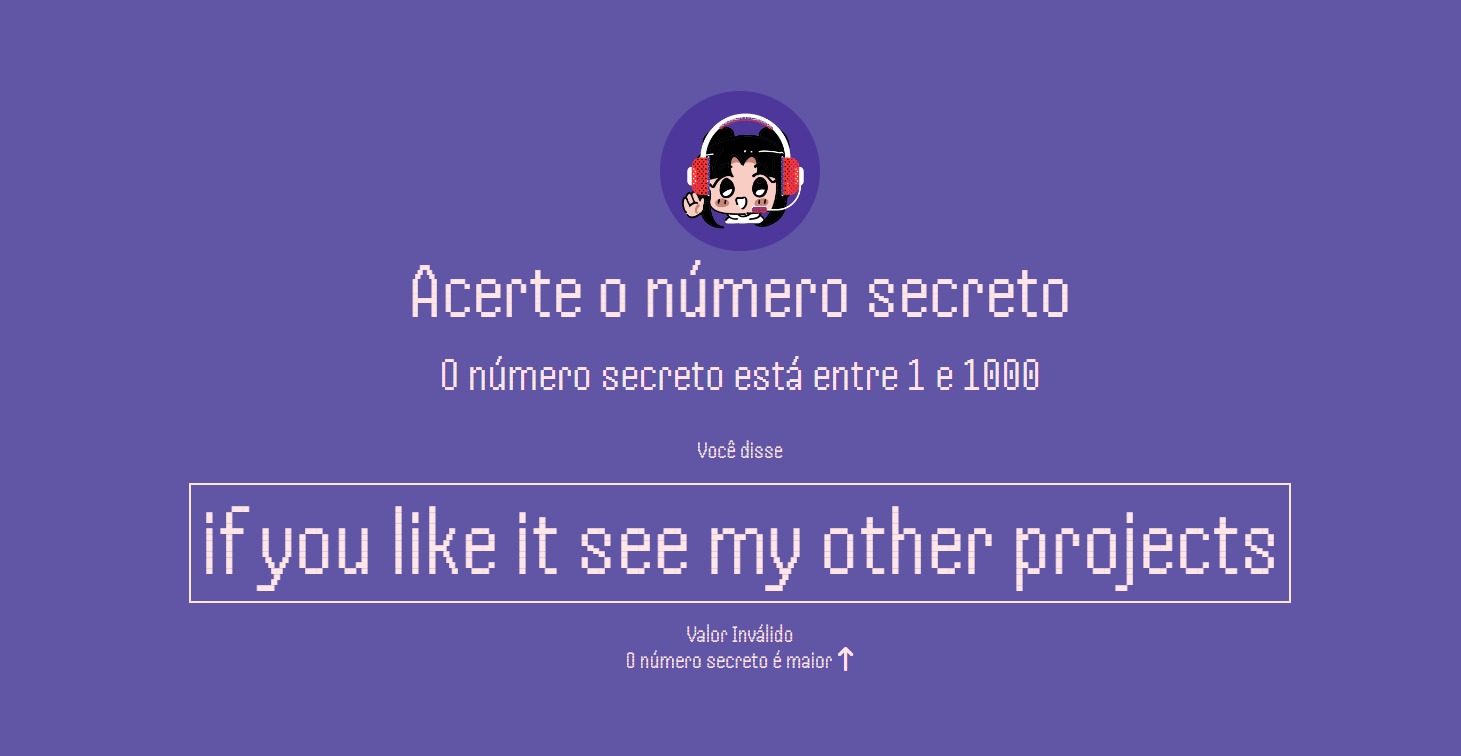 Acerte o número secreto
O número secreto está entre 1 e 1000
Você disse
if you like it see my other projects
Valor Inválido
O número secreto é maior ↑